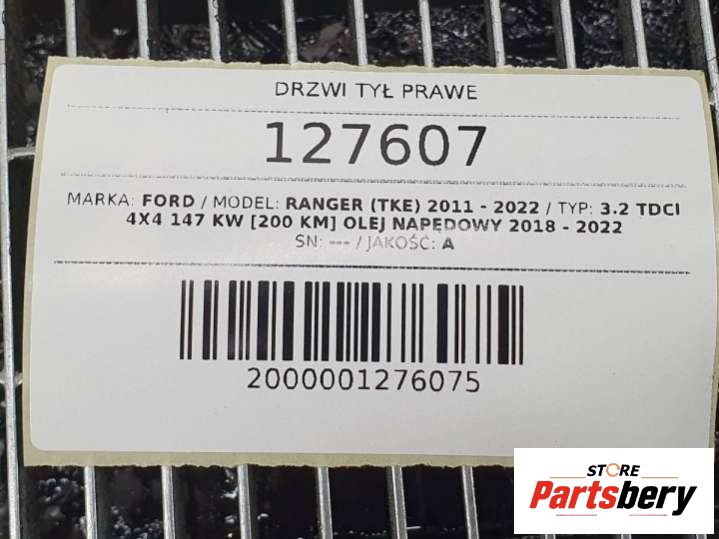 DRZWI TYŁ PRAWE
127607
MARKA: FORD / MODEL: RANGER (TKE) 2011 - 2022 / TYP: 3.2 TDCI
4X4 147 KW [200 KM] OLEJ NAPĘDOWY 2018 - 2022
SN: --- / JAKOŚĆ: A
2000001276075
STORE
Partsbery